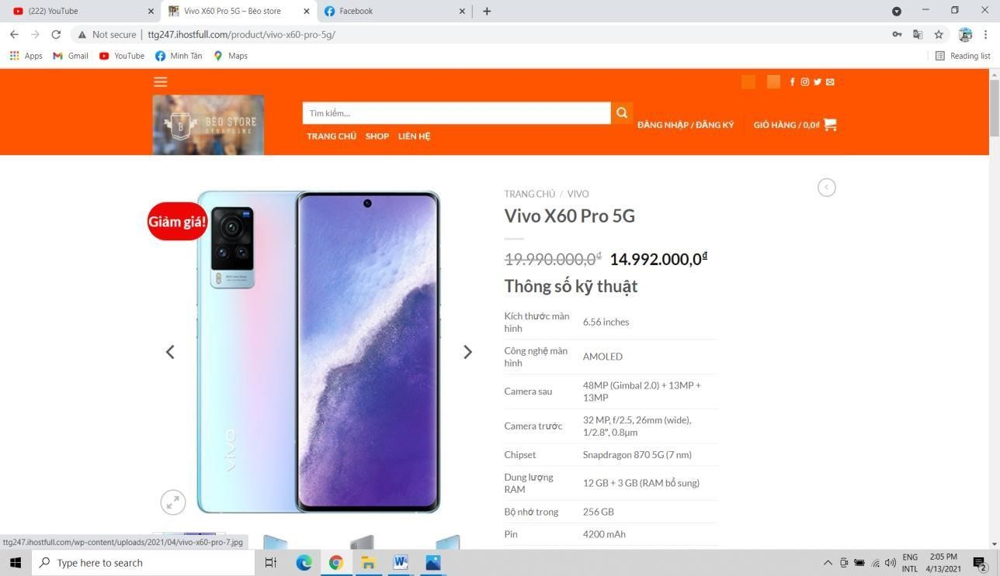 (222) YouTube
Vivo X60 Pro 5G – Bèo store
Facebook
Not secure | ttg247.ihostfull.com/product/vivo-x60-pro-5g/
Apps
Gmail
YouTube
Minh Tân
Maps
Reading list
BÈO STORE
STRAPLINE
B
Tìm kiếm...
ĐĂNG NHẬP / ĐĂNG KÝ
GIỎ HÀNG / 0,0₫
TRANG CHỦ SHOP LIÊN HỆ
Giảm giá!
vivo
TRANG CHỦ / VIVO
Vivo X60 Pro 5G
19.990.000,0₫ 14.992.000,0₫
Thông số kỹ thuật
Kích thước màn
hình
6.56 inches
Công nghệ màn
hình
AMOLED
Camera sau
48MP (Gimbal 2.0) + 13MP +
13MP
Camera trước
32 MP, f/2.5, 26mm (wide),
1/2.8″, 0.8µm
Chipset
Snapdragon 870 5G (7 nm)
Dung lượng
RAM
12 GB + 3 GB (RAM bổ sung)
Bộ nhớ trong
256 GB
Pin
4200 mAh
ttg247.ihostfull.com/wp-content/uploads/2021/04/vivo-x60-pro-7.jpg
Type here to search
ENG
INTL
2:05 PM
4/13/2021
2